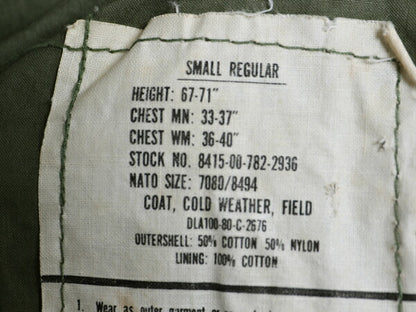 SMALL REGULAR
HEIGHT: 67-71"
CHEST MN: 33-37"
CHEST WM: 36-40"
STOCK NO. 8415-00-782-2936
NATO SIZE: 7080/8494
COAT, COLD WEATHER, FIELD
DLA100-80-C-2676
OUTERSHELL: 50% COTTON 50% NYLON
LINING: 100% COTTON
1. Wear as outer garment